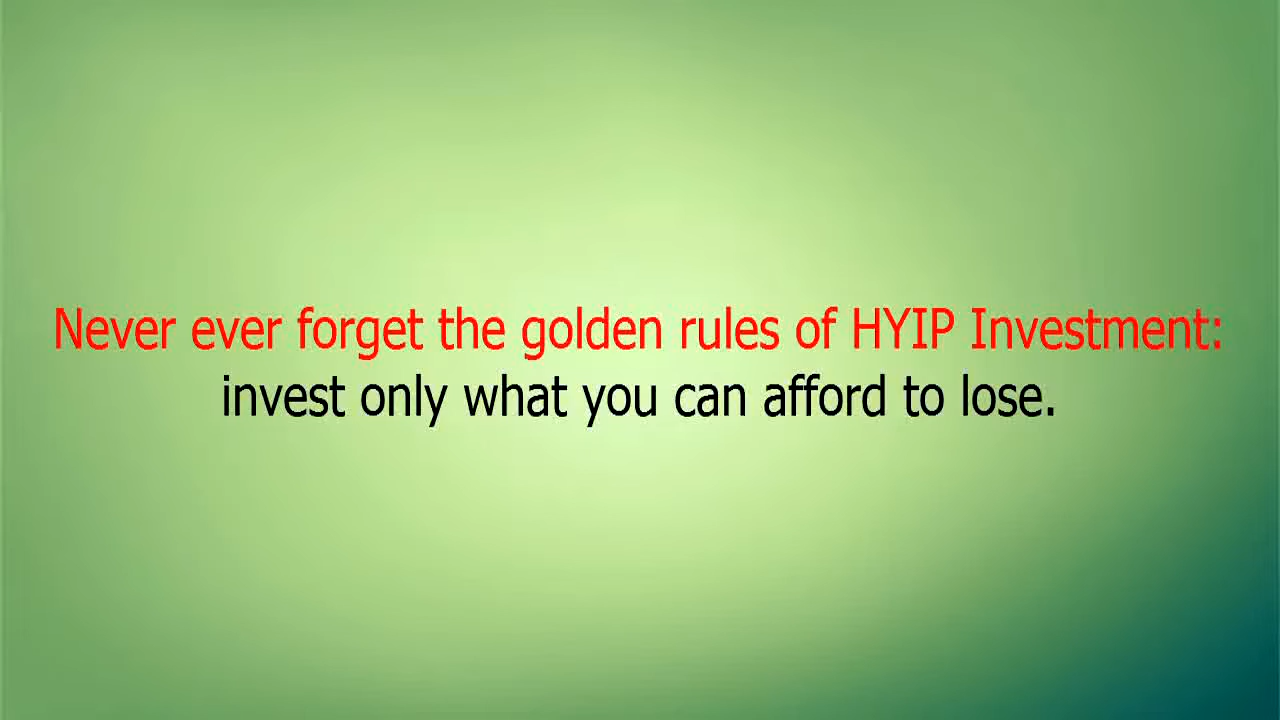 Never ever forget the golden rules of HYIP Investment:
invest only what you can afford to lose.